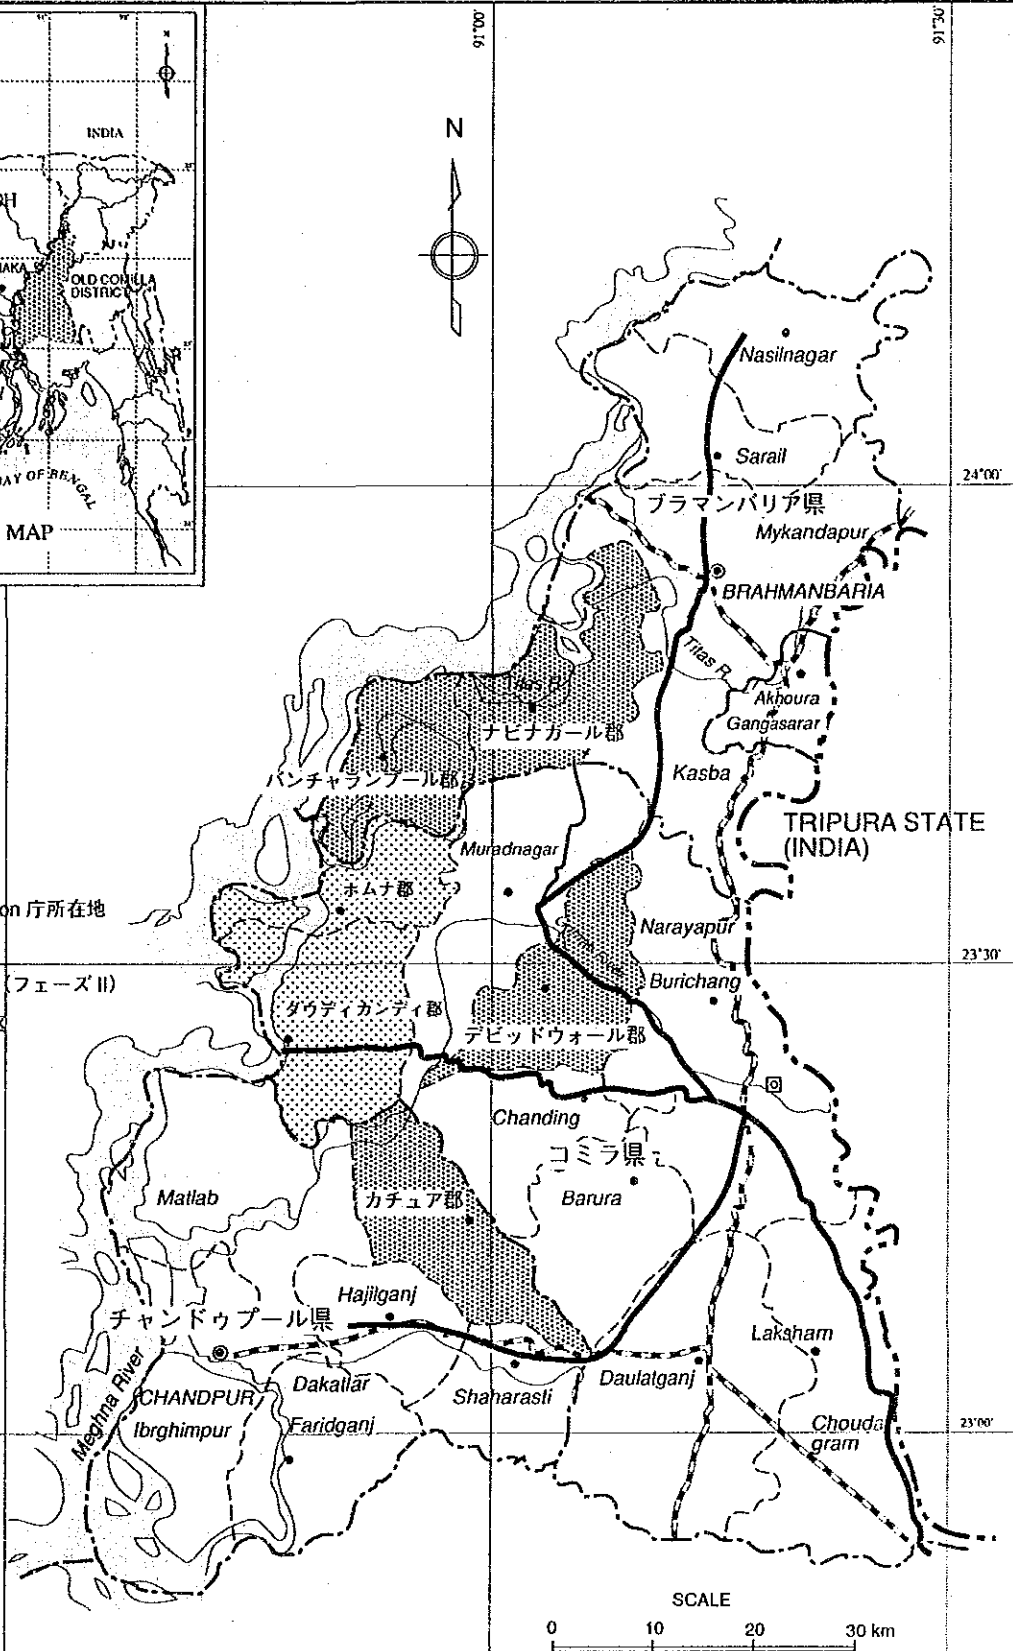 91°00'
91°30'
N
INDIA
OLD COMILLA
DISTRICT
BAY OF BENGAL
MAP
Nasilnagar
Sarail
24°00'
ブラマンバリア県
Mykandapur
BRAHMANBARIA
Titas R.
Titas R.
Akhoura
Gangasarar
ナビナガール郡
Kasba
バンチャランプール郡
TRIPURA STATE
(INDIA)
Muradnagar
ホムナ郡
on 庁所在地
Narayapur
23°30'
(フェーズ II)
Burichang
ダウディカンディ郡
デビッドウォール郡
Chanding
コミラ県
Matlab
カチュア郡
Barura
Hajilganj
チャンドゥプール県
Laksham
Meghna River
CHANDPUR
Dakatlar
Shaharasti
Daulatganj
Ibrghimpur
Faridganj
Chouda
gram
23°00'
SCALE
0 10 20 30 km